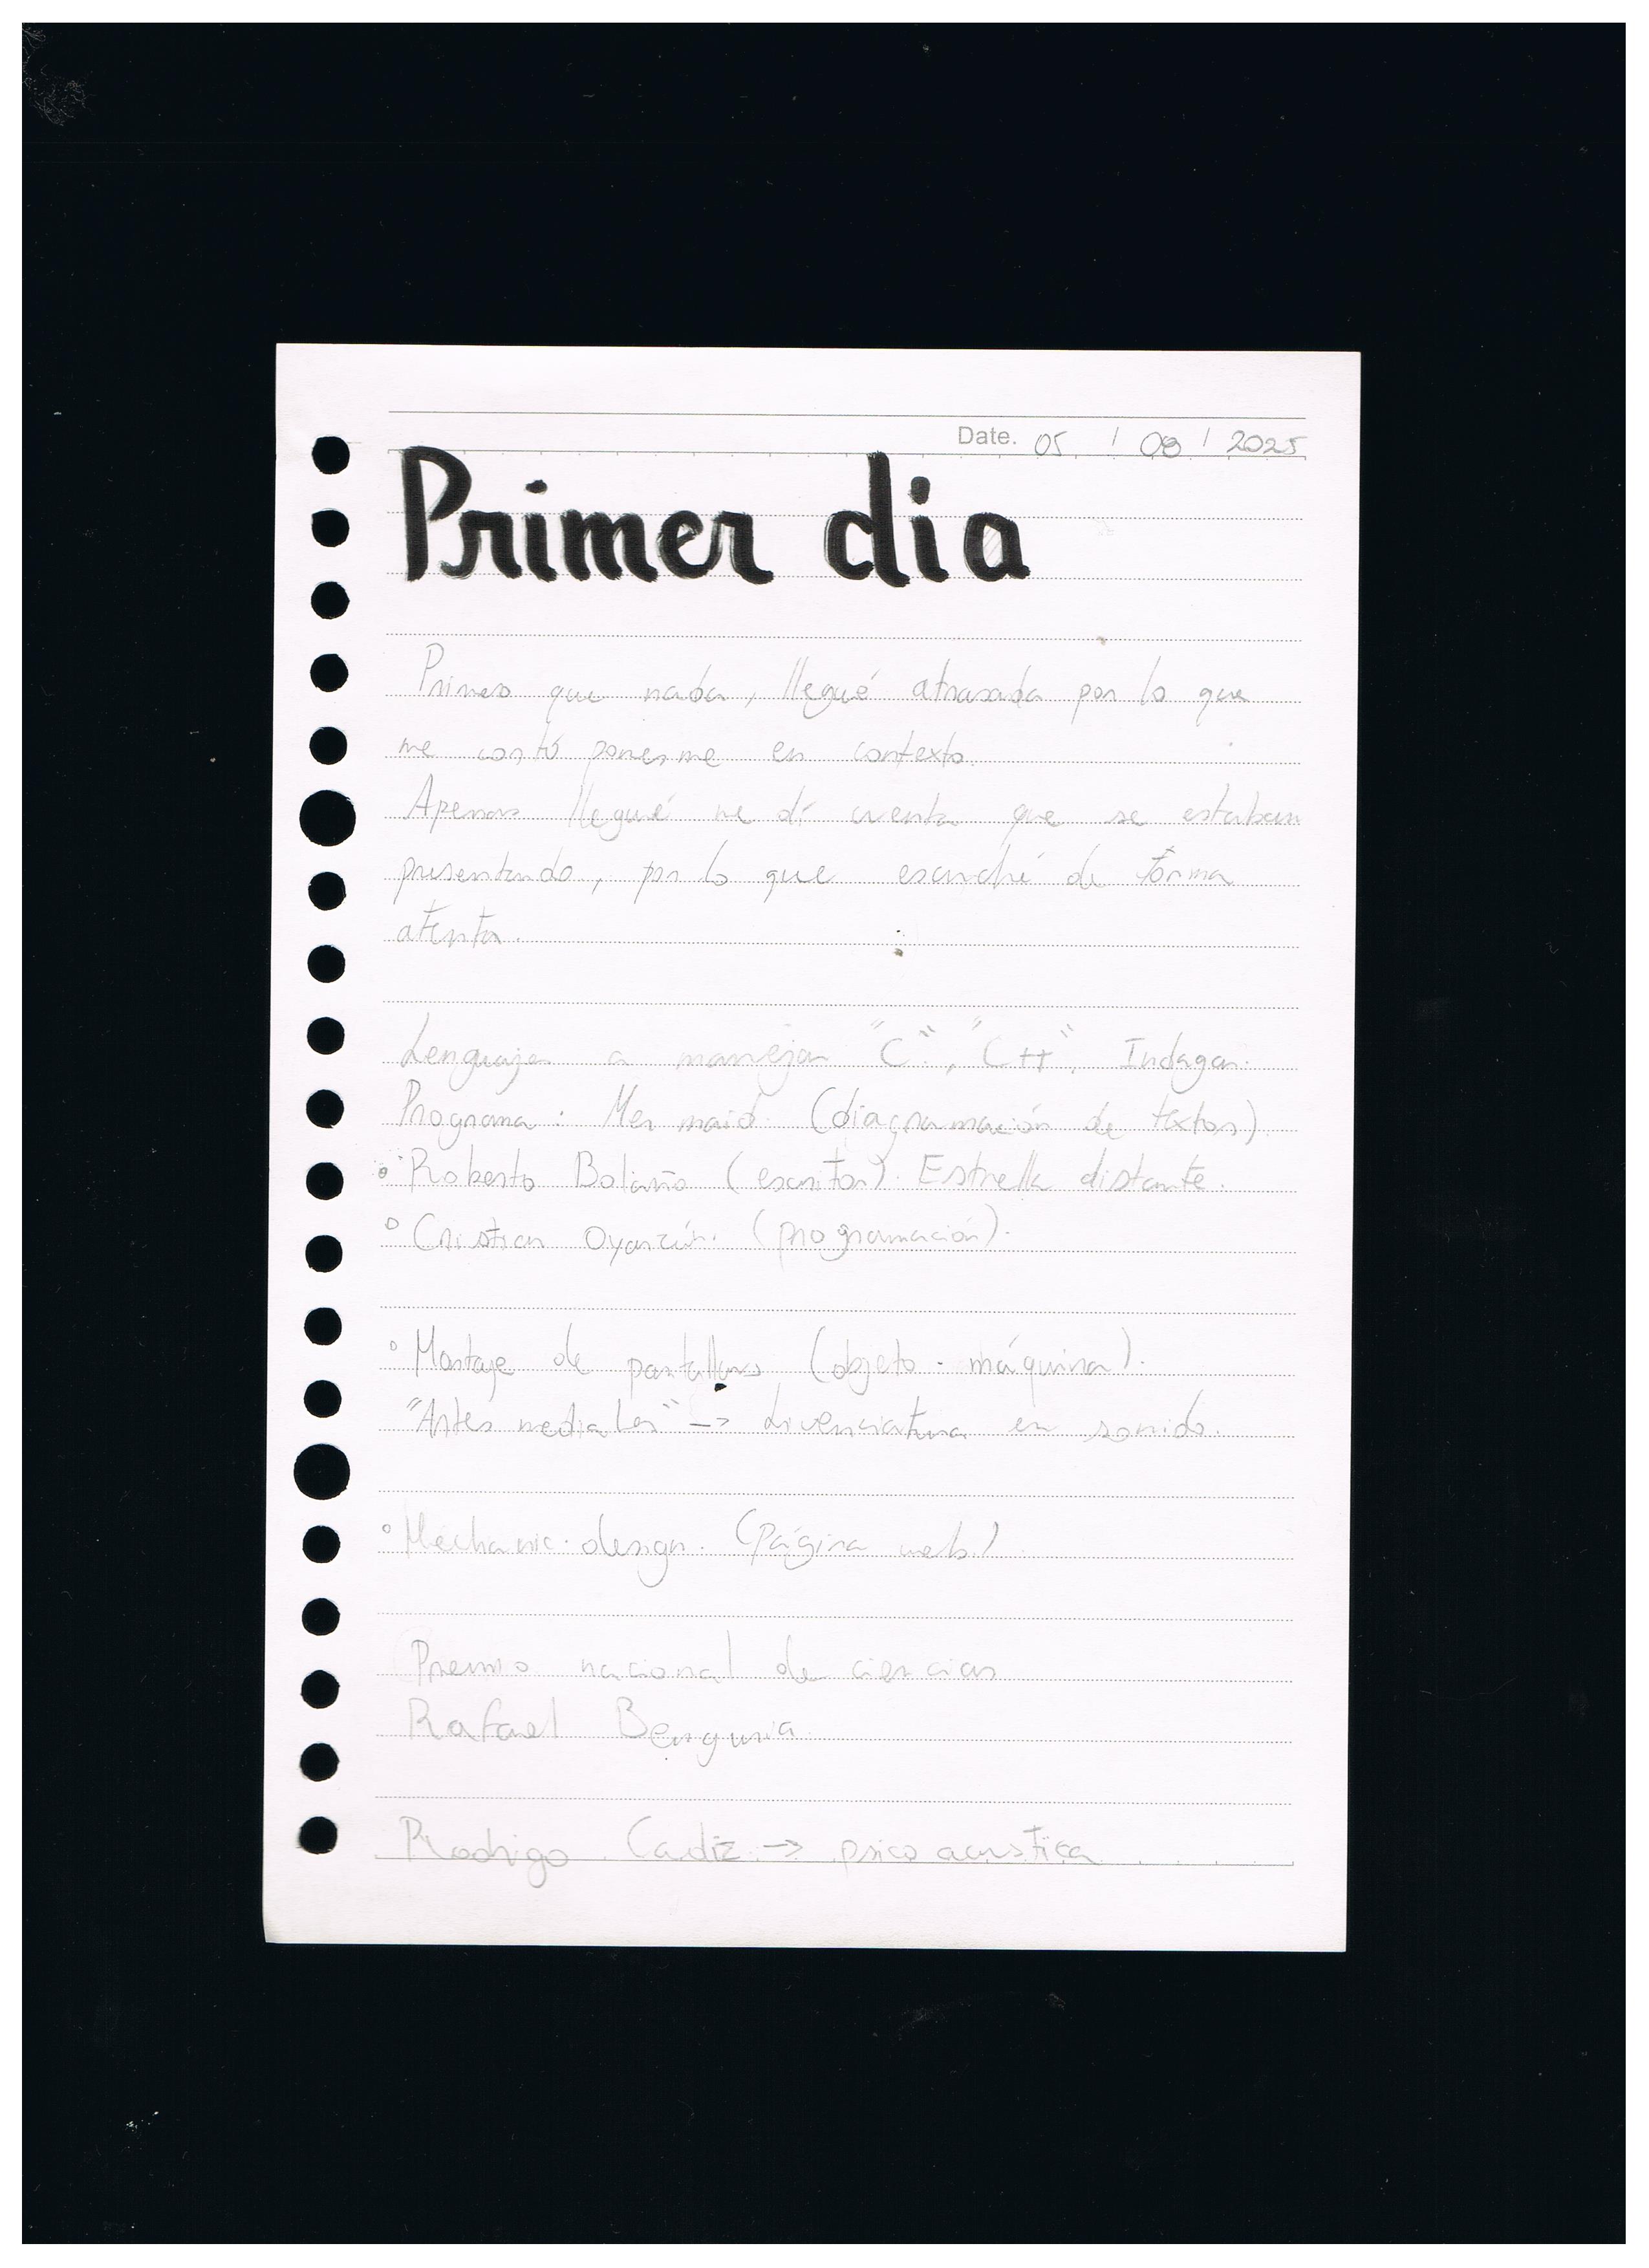 Date. 05 / 08 / 2025
Primer dia
Primero que nada, llegué atrasada por lo que
me costó ponerme en contexto.
Apenas llegué me dí cuenta que se estaban
presentando, por lo que escuché de forma
atenta.
Lenguaje a manejar "C", "C++". Indagar.
Programa: Mermaid. (diagramación de textos)
° Roberto Bolaño (escritor). Estrella distante.
° Cristian Oyarzún. (programación).
° Montaje de pantallas (objeto - máquina).
"Artes mediales" -> Licenciatura en sonido.
° Mechanic design. (Página web)
Premio nacional de ciencias
Rafael Benguria.
Rodrigo Cadiz -> psico acustica